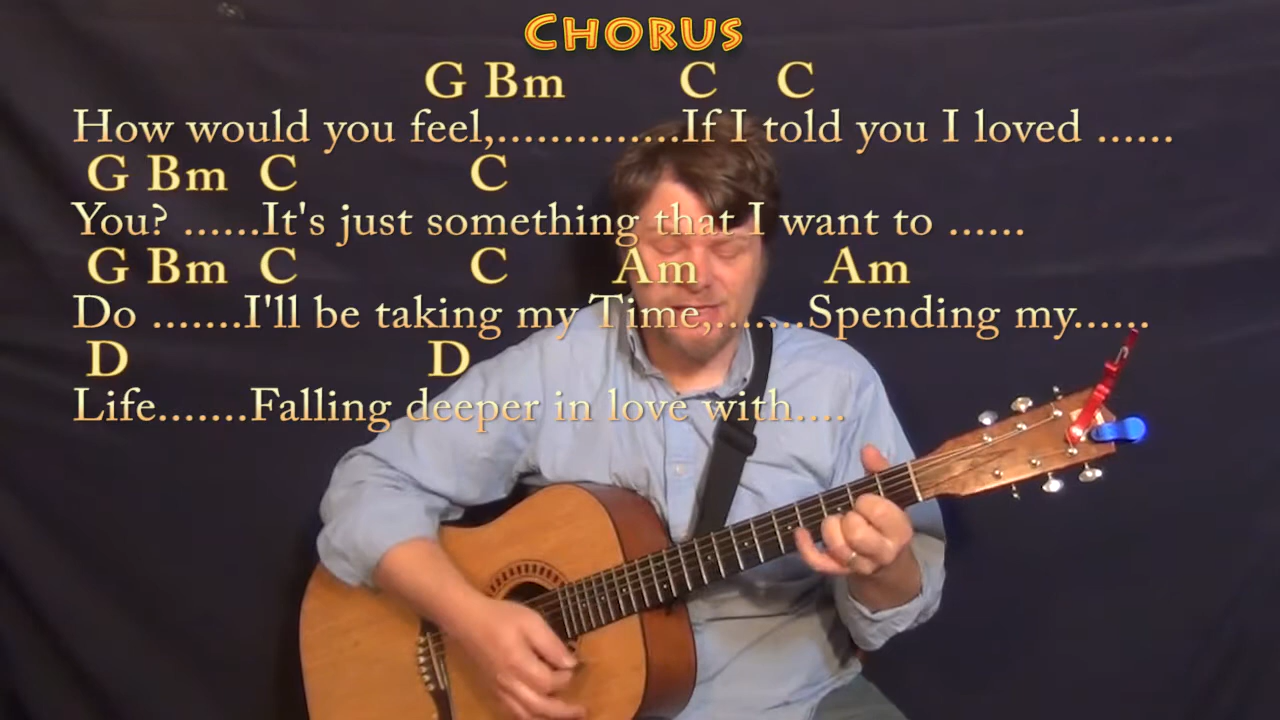 CHORUS
G Bm C C
How would you feel,..............If I told you I loved ......
G Bm C C
You? ......It's just something that I want to ......
G Bm C C Am Am
Do .......I'll be taking my Time,.......Spending my......
D D
Life.......Falling deeper in love with....